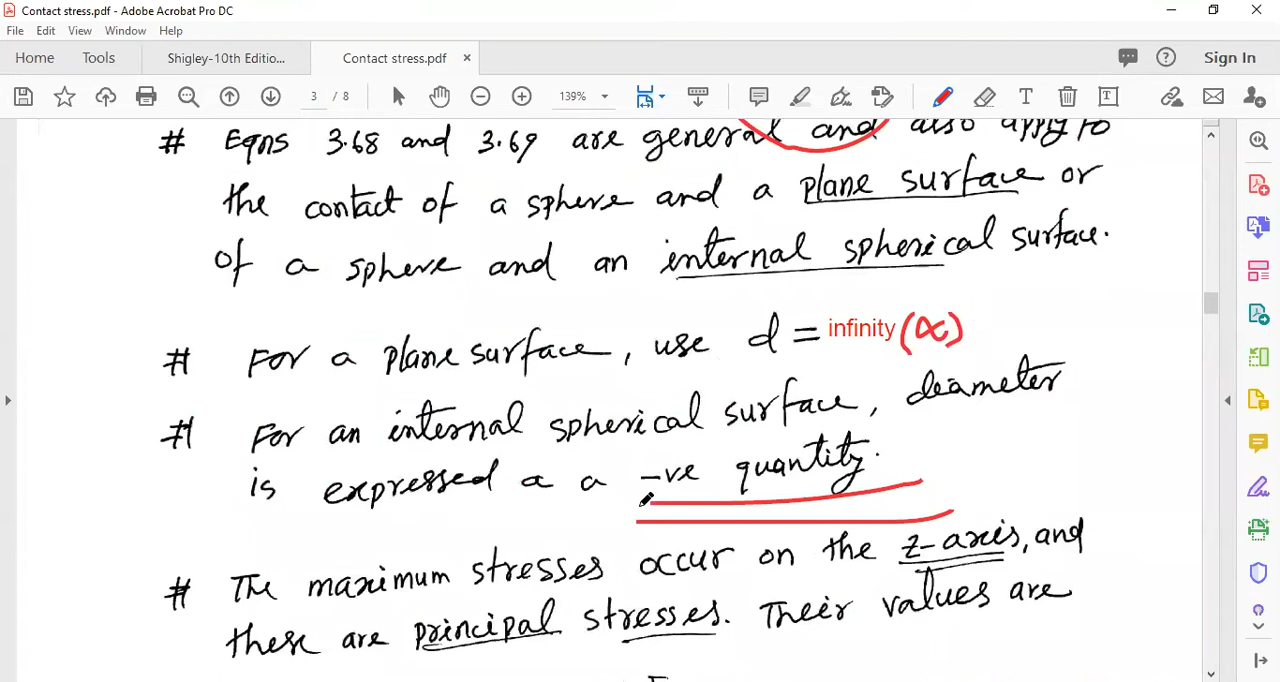 Contact stress.pdf - Adobe Acrobat Pro DC
File Edit View Window Help
Home Tools Shigley-10th Editio... Contact stress.pdf × Sign In
3 / 8 139%
# Eqns 3.68 and 3.69 are general and also apply to
the contact of a sphere and a plane surface or
of a sphere and an internal spherical surface.
# For a plane surface, use d = infinity (∝)
# For an internal spherical surface, diameter
is expressed a a -ve quantity.
# The maximum stresses occur on the z-axis, and
these are principal stresses. Their values are